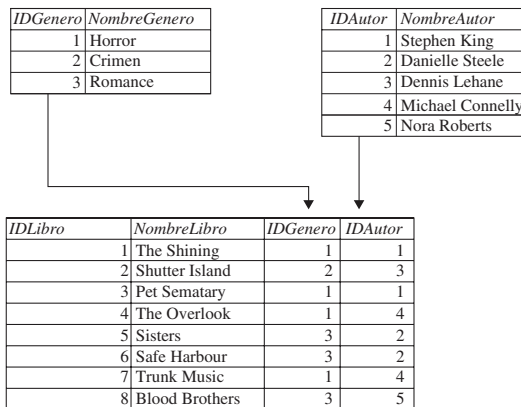 IDGenero NombreGenero
1 Horror
2 Crimen
3 Romance
IDAutor NombreAutor
1 Stephen King
2 Danielle Steele
3 Dennis Lehane
4 Michael Connelly
5 Nora Roberts
IDLibro NombreLibro IDGenero IDAutor
1 The Shining 1 1
2 Shutter Island 2 3
3 Pet Sematary 1 1
4 The Overlook 1 4
5 Sisters 3 2
6 Safe Harbour 3 2
7 Trunk Music 1 4
8 Blood Brothers 3 5